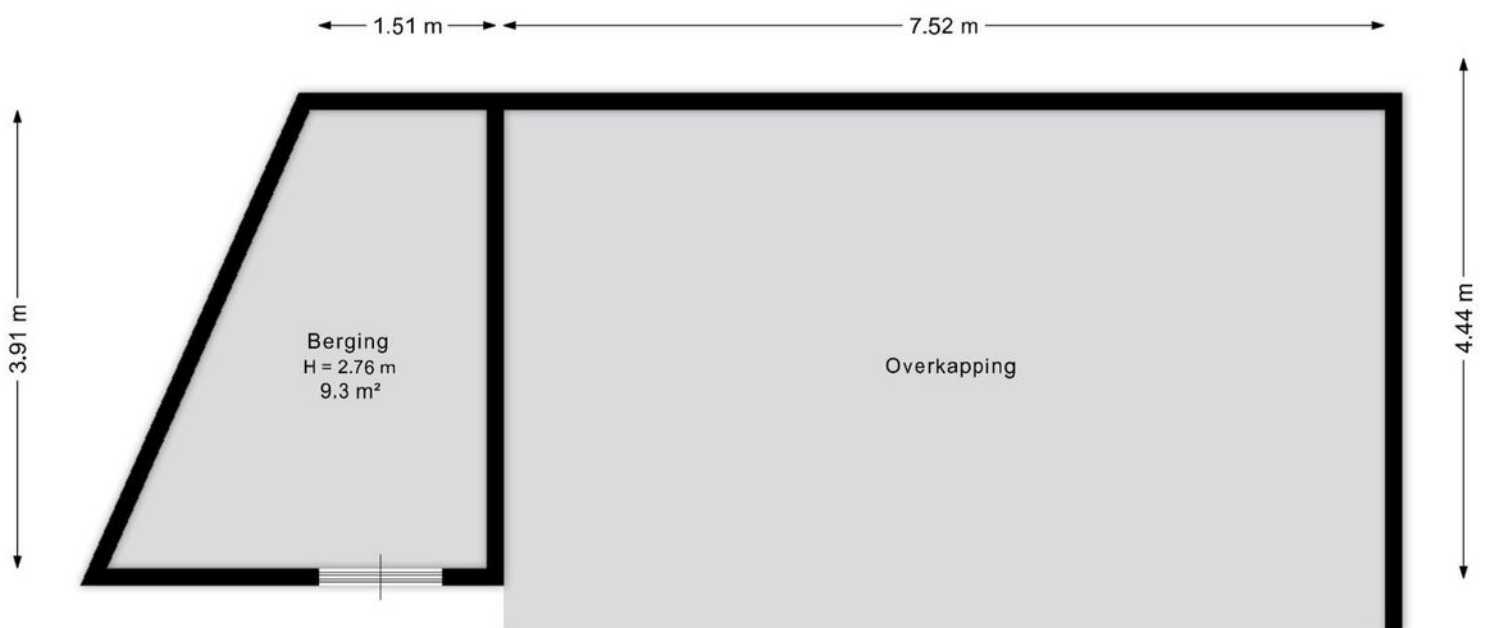 1.51 m
7.52 m
3.91 m
4.44 m
Berging
H = 2.76 m
9.3 m²
Overkapping